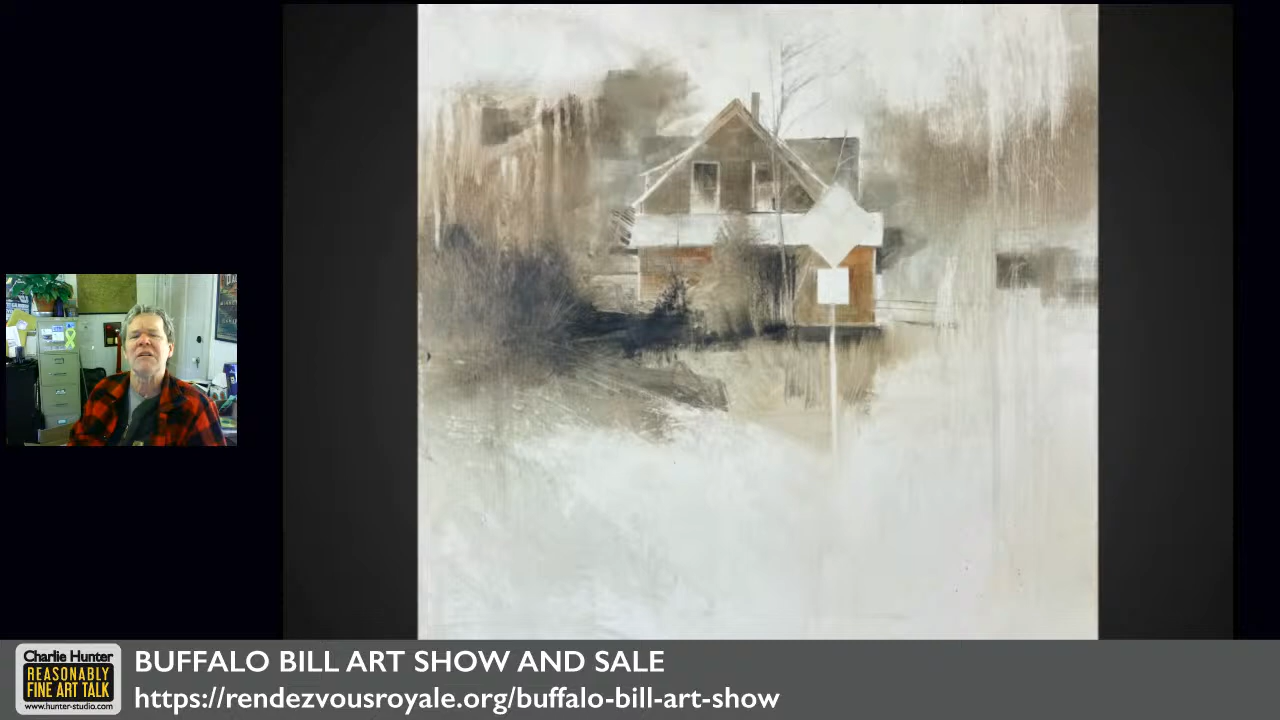 Charlie Hunter
REASONABLY
FINE ART TALK
www.hunter-studio.com
BUFFALO BILL ART SHOW AND SALE
https://rendezvousroyale.org/buffalo-bill-art-show